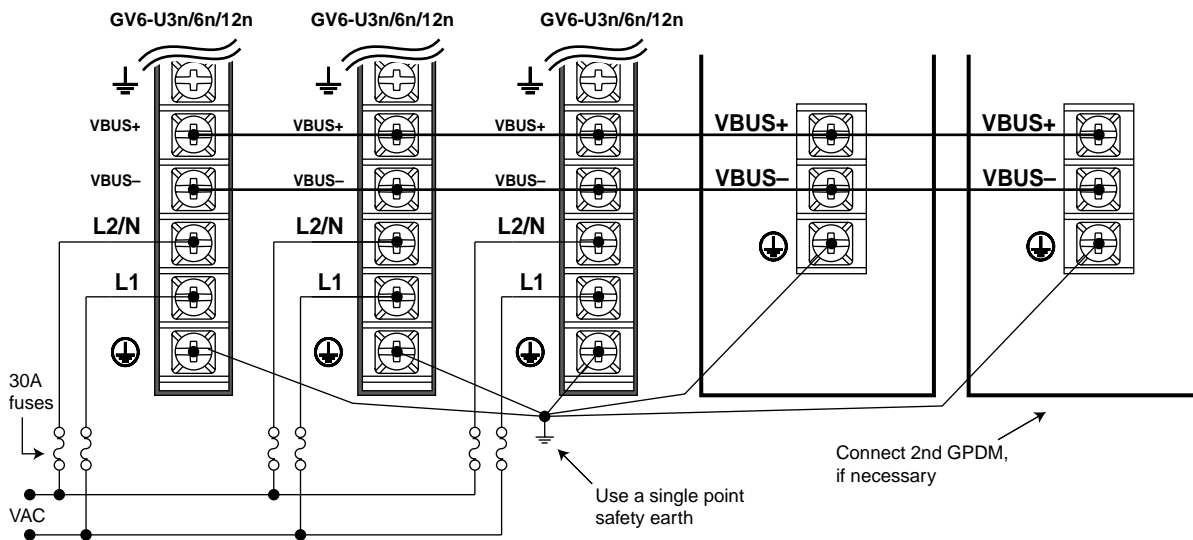 GV6-U3n/6n/12n GV6-U3n/6n/12n GV6-U3n/6n/12n
VBUS+ VBUS+ VBUS+ VBUS+ VBUS+
VBUS– VBUS– VBUS– VBUS– VBUS–
L2/N L2/N L2/N
L1 L1 L1
30A
fuses
VAC
Use a single point
safety earth
Connect 2nd GPDM,
if necessary